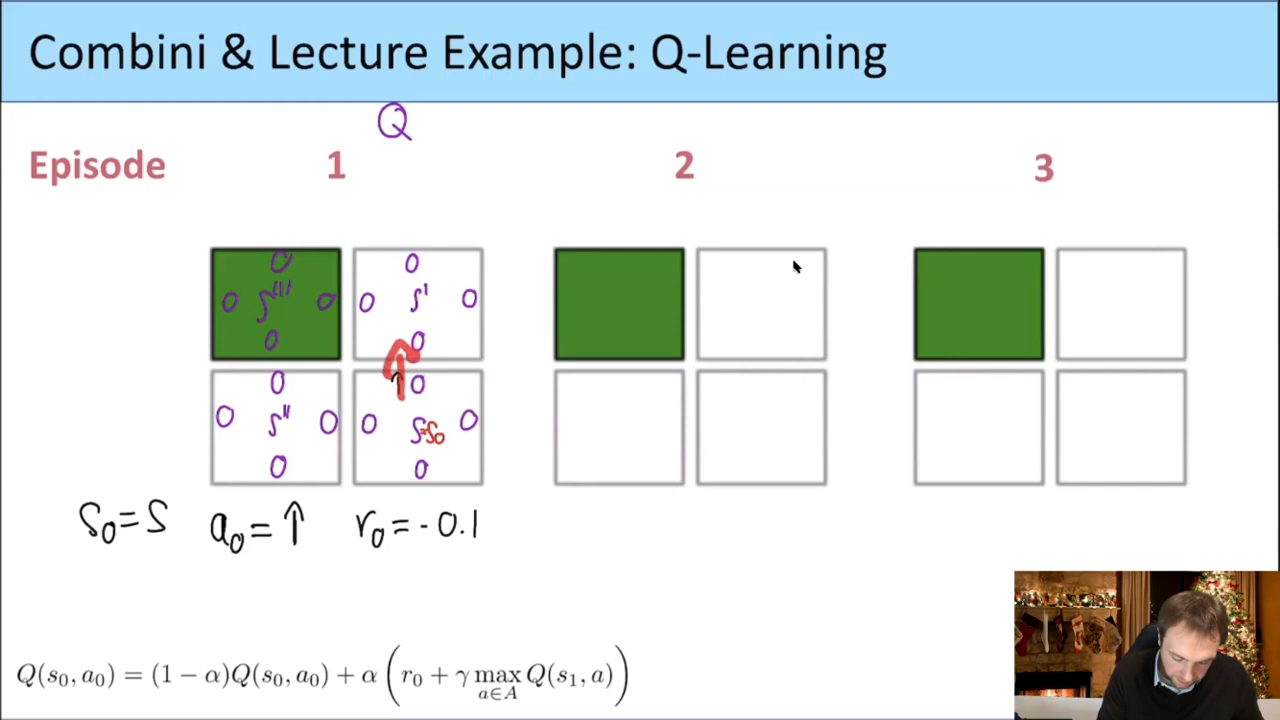 Combini & Lecture Example: Q-Learning
Q
Episode 1 2 3
0 0
0 S''' 0 0 S' 0
0 0
0 ↑ 0
0 S'' 0 0 S=S₀ 0
0 0
S₀ = S a₀ = ↑ r₀ = -0.1
Q(s₀, a₀) = (1 − α)Q(s₀, a₀) + α (r₀ + γ max_{a∈A} Q(s₁, a))